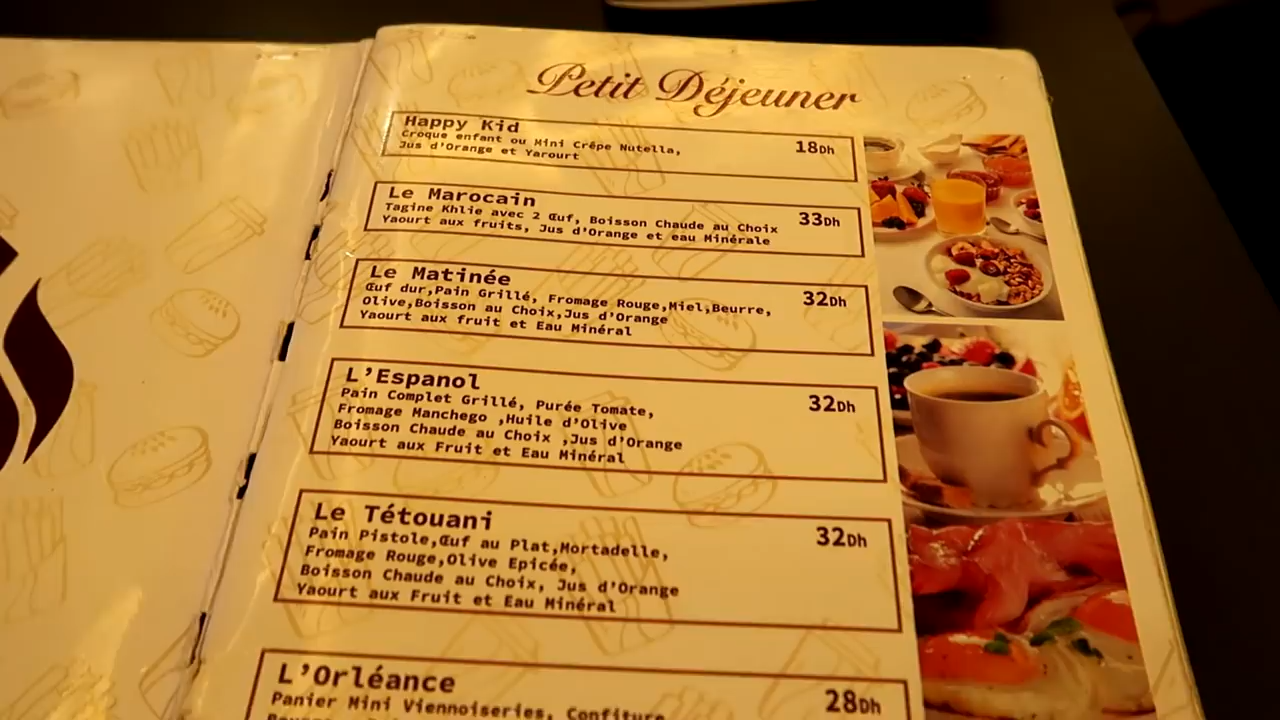 Petit Déjeuner
Happy Kid
18Dh
Croque enfant ou Mini Crêpe Nutella,
Jus d'Orange et Yarourt
Le Marocain
33Dh
Tagine Khlie avec 2 Œuf, Boisson Chaude au Choix
Yaourt aux fruits, Jus d'Orange et eau Minérale
Le Matinée
32Dh
Œuf dur,Pain Grillé, Fromage Rouge,Miel,Beurre,
Olive,Boisson au Choix,Jus d'Orange
Yaourt aux fruit et Eau Minéral
L'Espanol
32Dh
Pain Complet Grillé, Purée Tomate,
Fromage Manchego ,Huile d'Olive
Boisson Chaude au Choix ,Jus d'Orange
Yaourt aux Fruit et Eau Minéral
Le Tétouani
32Dh
Pain Pistole,Œuf au Plat,Mortadelle,
Fromage Rouge,Olive Epicée,
Boisson Chaude au Choix, Jus d'Orange
Yaourt aux Fruit et Eau Minéral
L'Orléance
28Dh
Panier Mini Viennoiseries, Confiture